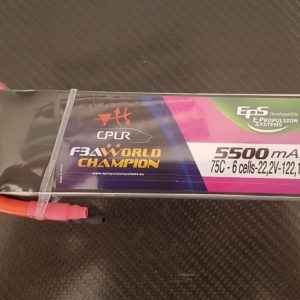 CPLR
F3A WORLD
CHAMPION
www.epropulsionsystems.eu
EPS Developed by
E-PROPULSION
SYSTEMS
5500 mA
75C - 6 cells-22,2V-122,1